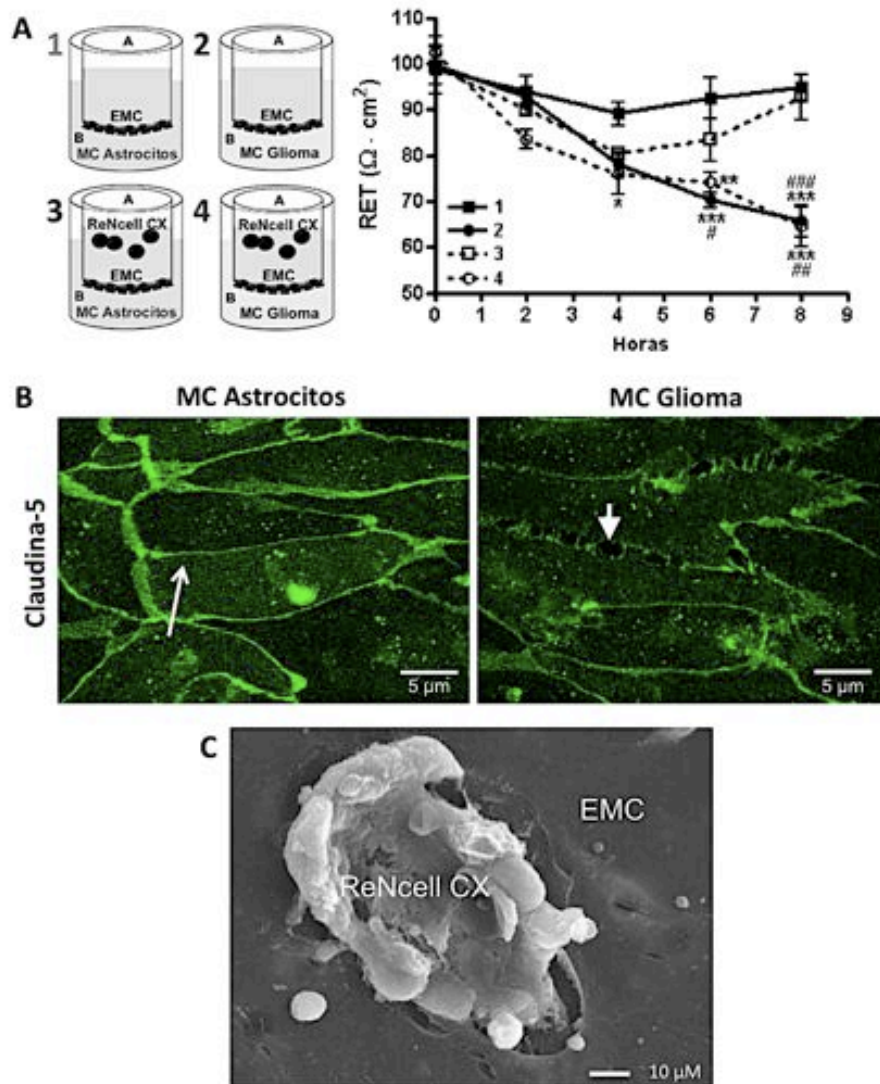 A
1
A
EMC
B
MC Astrocitos
2
A
EMC
B
MC Glioma
3
A
ReNcell CX
EMC
B
MC Astrocitos
4
A
ReNcell CX
EMC
B
MC Glioma
RET (Ω · cm²)
110
100
90
80
70
60
50
1
2
3
4
*
**
***
#
###
***
***
##
0 1 2 3 4 5 6 7 8 9
Horas
B
MC Astrocitos
MC Glioma
Claudina-5
5 µm
5 µm
C
EMC
ReNcell CX
10 µM